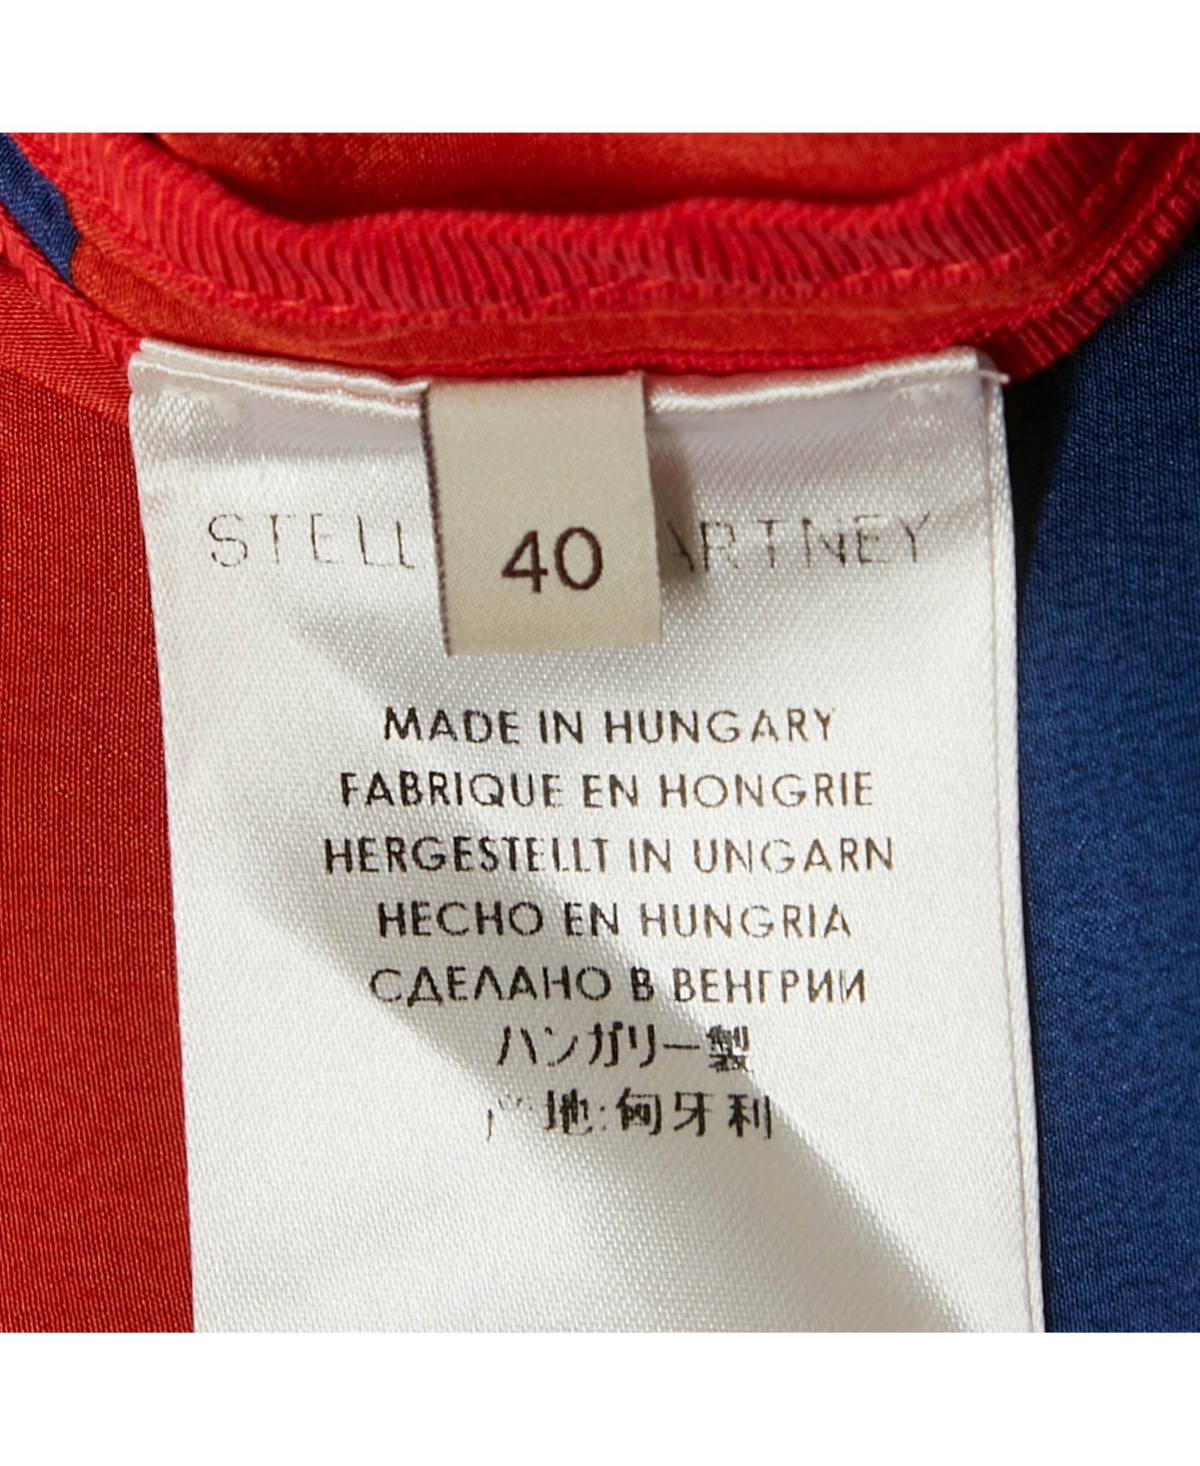 STELL ARTNEY
40
MADE IN HUNGARY
FABRIQUE EN HONGRIE
HERGESTELLT IN UNGARN
HECHO EN HUNGRIA
СДЕЛАНО В ВЕНГРИИ
ハンガリー製
产地:匈牙利